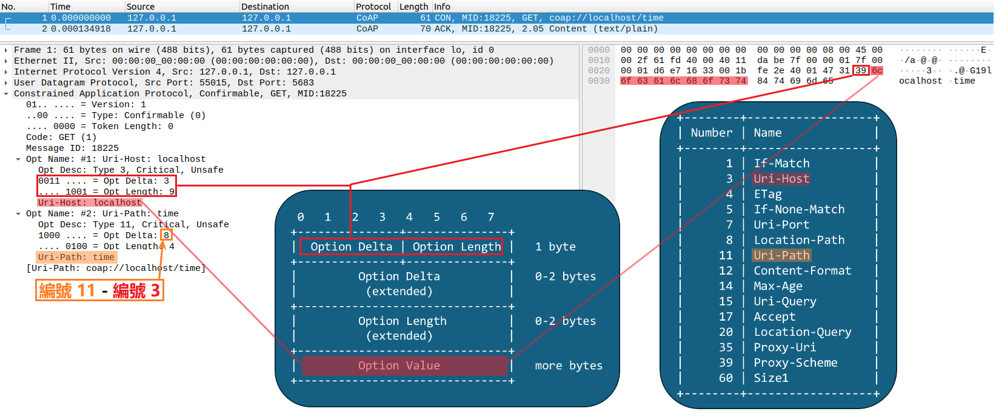 No. Time Source Destination Protocol Length Info
1 0.000000000 127.0.0.1 127.0.0.1 CoAP 61 CON, MID:18225, GET, coap://localhost/time
2 0.000134918 127.0.0.1 127.0.0.1 CoAP 70 ACK, MID:18225, 2.05 Content (text/plain)
Frame 1: 61 bytes on wire (488 bits), 61 bytes captured (488 bits) on interface lo, id 0
Ethernet II, Src: 00:00:00_00:00:00 (00:00:00:00:00:00), Dst: 00:00:00_00:00:00 (00:00:00:00:00:00)
Internet Protocol Version 4, Src: 127.0.0.1, Dst: 127.0.0.1
User Datagram Protocol, Src Port: 55015, Dst Port: 5683
Constrained Application Protocol, Confirmable, GET, MID:18225
01.. .... = Version: 1
..00 .... = Type: Confirmable (0)
.... 0000 = Token Length: 0
Code: GET (1)
Message ID: 18225
Opt Name: #1: Uri-Host: localhost
Opt Desc: Type 3, Critical, Unsafe
0011 .... = Opt Delta: 3
.... 1001 = Opt Length: 9
Uri-Host: localhost
Opt Name: #2: Uri-Path: time
Opt Desc: Type 11, Critical, Unsafe
1000 .... = Opt Delta: 8
.... 0100 = Opt Length: 4
Uri-Path: time
[Uri-Path: coap://localhost/time]
編號 11 - 編號 3
0000 00 00 00 00 00 00 00 00 00 00 00 00 08 00 45 00 ········ ······E·
0010 00 2f 61 fd 40 00 40 11 da be 7f 00 00 01 7f 00 ·/a·@·@· ········
0020 00 01 d6 e7 16 33 00 1b fe 2e 40 01 47 31 39 6c ·····3·· ·.@·G19l
0030 6f 63 61 6c 68 6f 73 74 84 74 69 6d 65 ocalhost ·time
0 1 2 3 4 5 6 7
+---------------+---------------+
| Option Delta | Option Length | 1 byte
+---------------+---------------+
| Option Delta | 0-2 bytes
| (extended) |
+-------------------------------+
| Option Length | 0-2 bytes
| (extended) |
+-------------------------------+
| Option Value | more bytes
+-------------------------------+
+--------+------------------+
| Number | Name |
+--------+------------------+
| 1 | If-Match |
| 3 | Uri-Host |
| 4 | ETag |
| 5 | If-None-Match |
| 7 | Uri-Port |
| 8 | Location-Path |
| 11 | Uri-Path |
| 12 | Content-Format |
| 14 | Max-Age |
| 15 | Uri-Query |
| 17 | Accept |
| 20 | Location-Query |
| 35 | Proxy-Uri |
| 39 | Proxy-Scheme |
| 60 | Size1 |
+--------+------------------+